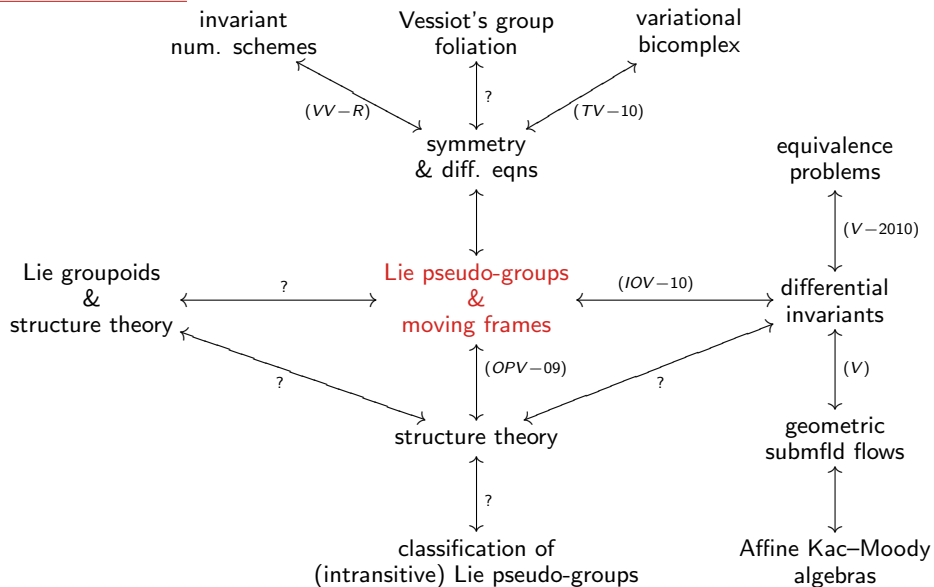 invariant
num. schemes
Vessiot's group
foliation
variational
bicomplex
(VV−R)
?
(TV−10)
symmetry
& diff. eqns
equivalence
problems
(V−2010)
Lie groupoids
&
structure theory
?
Lie pseudo-groups
&
moving frames
(IOV−10)
differential
invariants
?
(OPV−09)
?
(V)
structure theory
geometric
submfld flows
?
classification of
(intransitive) Lie pseudo-groups
Affine Kac–Moody
algebras